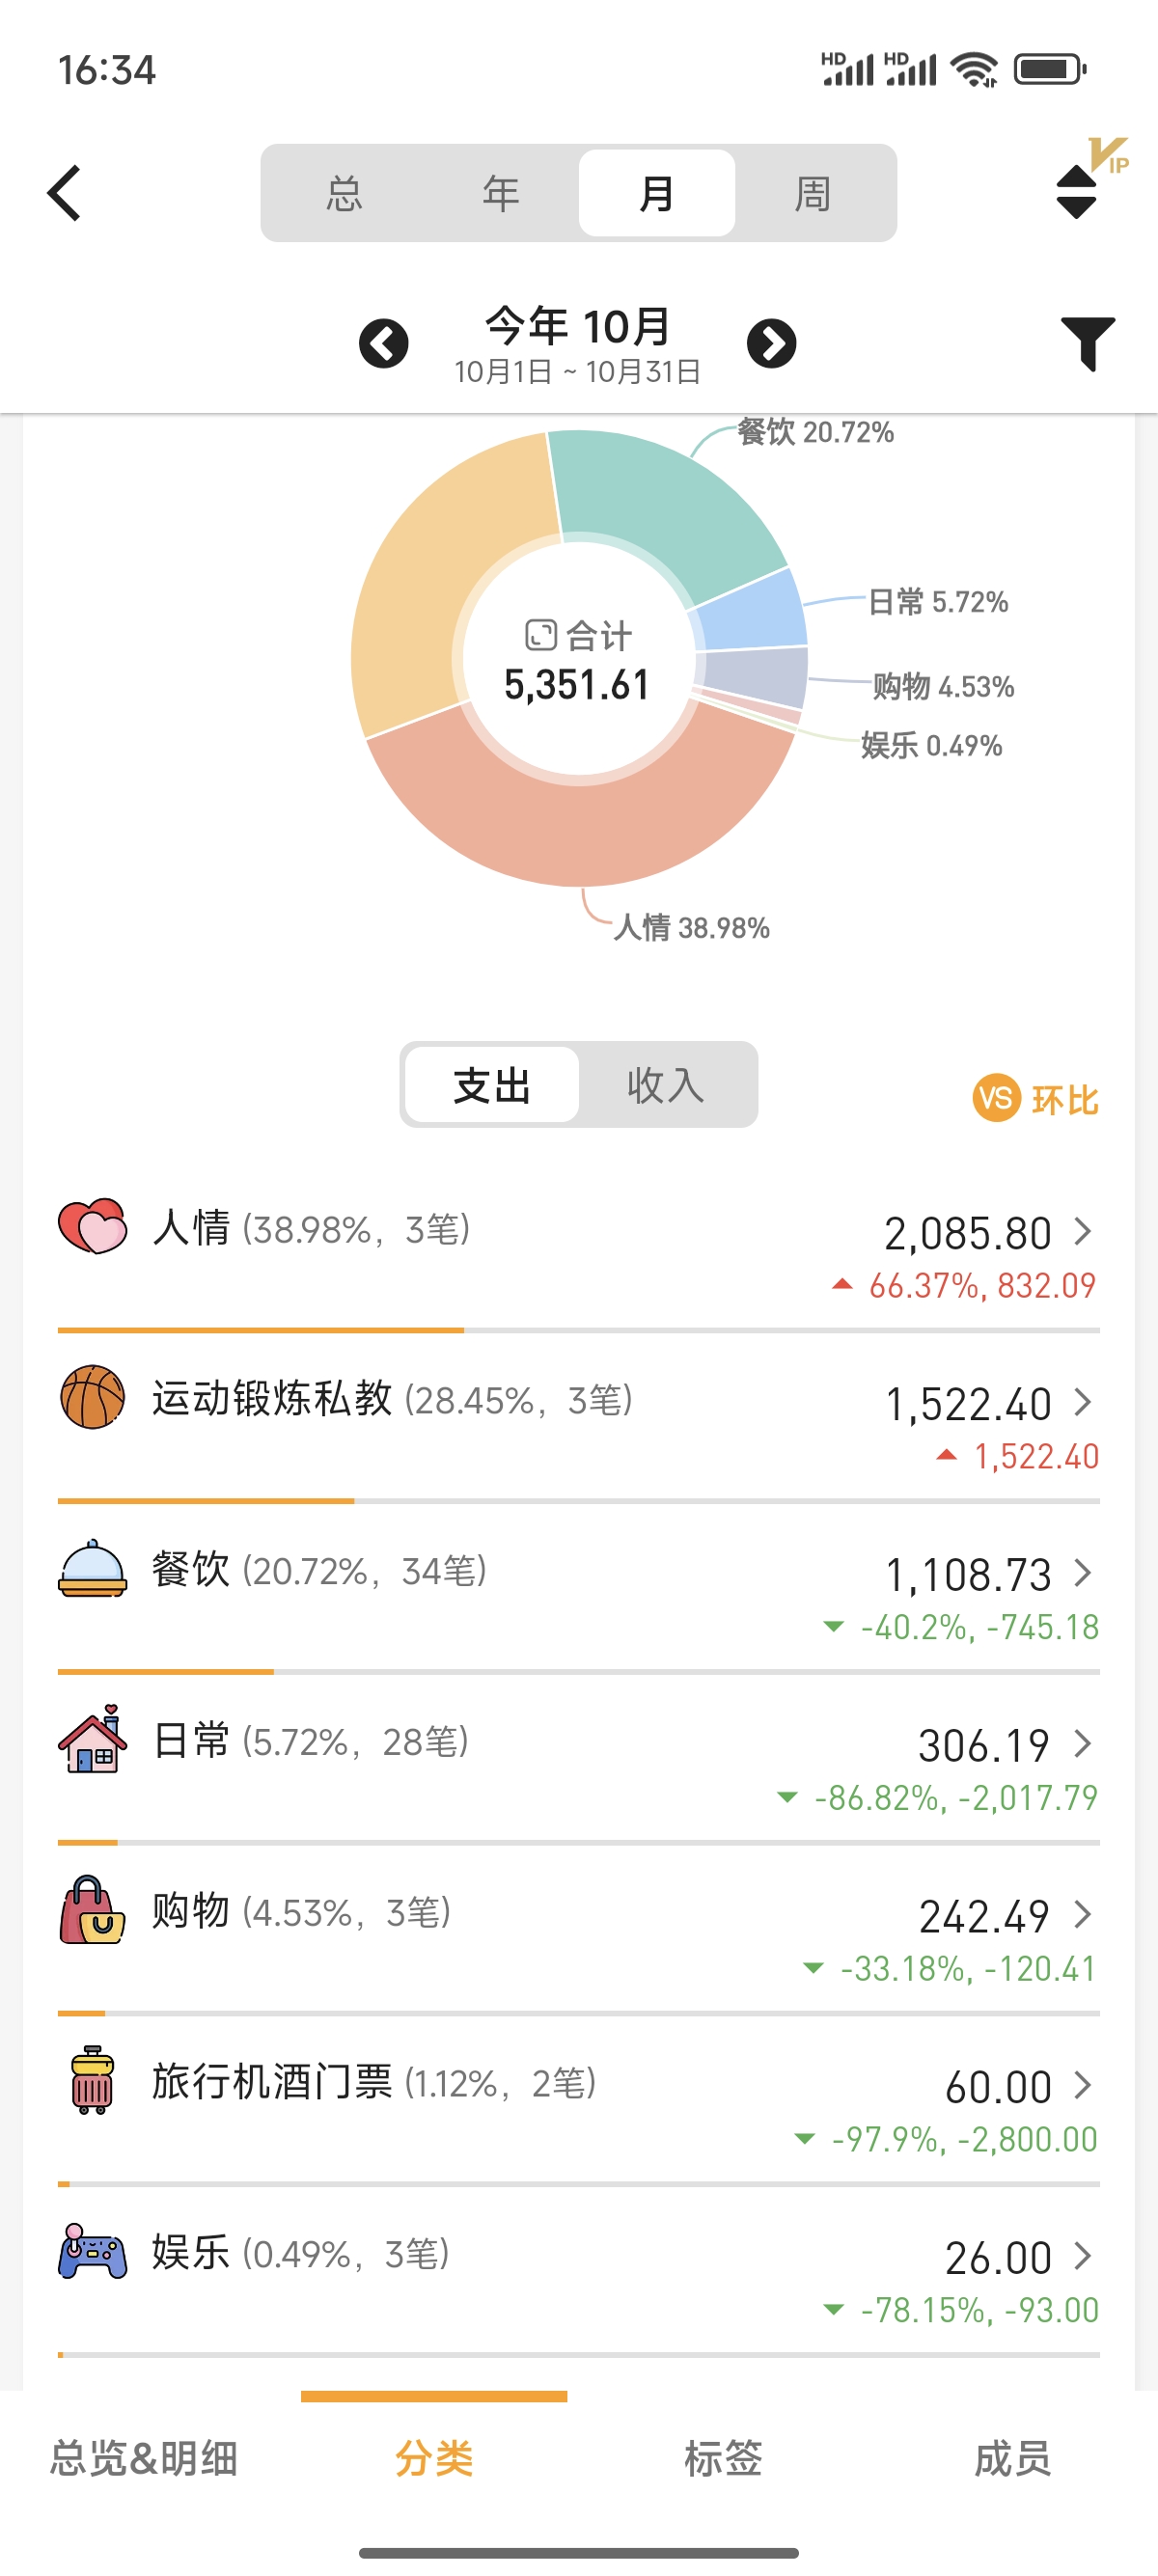 16:34
HD HD
VIP
总 年 月 周
今年 10月
10月1日 ~ 10月31日
餐饮 20.72%
日常 5.72%
合计
5,351.61
购物 4.53%
娱乐 0.49%
人情 38.98%
支出 收入
VS 环比
人情 (38.98%，3笔) 2,085.80
66.37%, 832.09
运动锻炼私教 (28.45%，3笔) 1,522.40
1,522.40
餐饮 (20.72%，34笔) 1,108.73
-40.2%, -745.18
日常 (5.72%，28笔) 306.19
-86.82%, -2,017.79
购物 (4.53%，3笔) 242.49
-33.18%, -120.41
旅行机酒门票 (1.12%，2笔) 60.00
-97.9%, -2,800.00
娱乐 (0.49%，3笔) 26.00
-78.15%, -93.00
总览&明细 分类 标签 成员